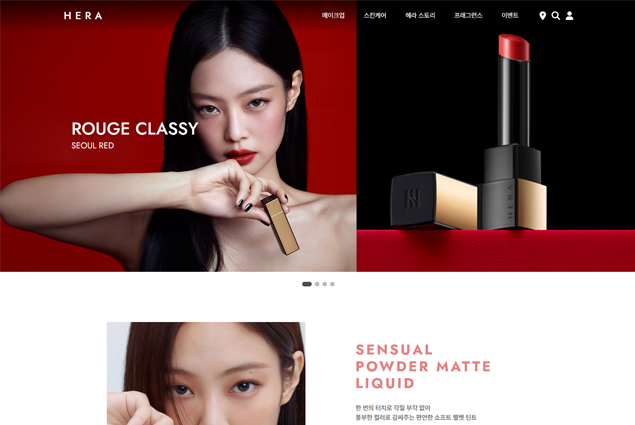 HERA
메이크업 스킨케어 헤라 스토리 프래그런스 이벤트
ROUGE CLASSY
SEOUL RED
HERA
SENSUAL
POWDER MATTE
LIQUID
한 번의 터치로 각질 부각 없이
풍부한 컬러로 감싸주는 편안한 소프트 벨벳 틴트